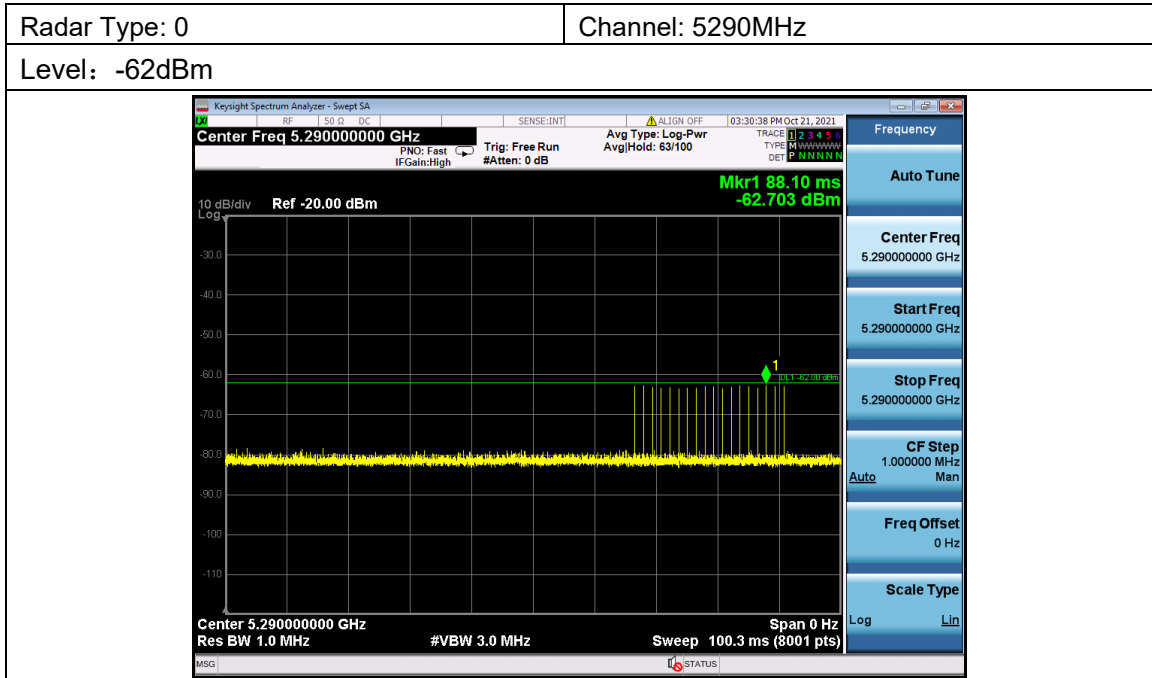 Radar Type: 0
Channel: 5290MHz
Level：-62dBm
Keysight Spectrum Analyzer - Swept SA
LXI RF 50 Ω DC SENSE:INT ALIGN OFF 03:30:38 PM Oct 21, 2021
Center Freq 5.290000000 GHz
PNO: Fast
IFGain:High
Trig: Free Run
#Atten: 0 dB
Avg Type: Log-Pwr
Avg|Hold: 63/100
TRACE 1 2 3 4 5 6
TYPE M WWWWW
DET P N N N N N
Mkr1 88.10 ms
-62.703 dBm
10 dB/div Ref -20.00 dBm
Log
-30.0
-40.0
-50.0
-60.0
-70.0
-80.0
-90.0
-100
-110
1
DL1 -62.00 dBm
Center 5.290000000 GHz
Span 0 Hz
Res BW 1.0 MHz
#VBW 3.0 MHz
Sweep 100.3 ms (8001 pts)
MSG
STATUS
Frequency
Auto Tune
Center Freq
5.290000000 GHz
Start Freq
5.290000000 GHz
Stop Freq
5.290000000 GHz
CF Step
1.000000 MHz
Auto Man
Freq Offset
0 Hz
Scale Type
Log Lin